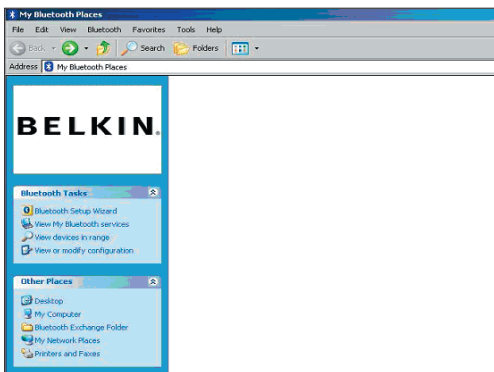 My Bluetooth Places
File Edit View Bluetooth Favorites Tools Help
Back Search Folders
Address My Bluetooth Places
BELKIN.
Bluetooth Tasks
Bluetooth Setup Wizard
View My Bluetooth services
View devices in range
View or modify configuration
Other Places
Desktop
My Computer
Bluetooth Exchange Folder
My Network Places
Printers and Faxes